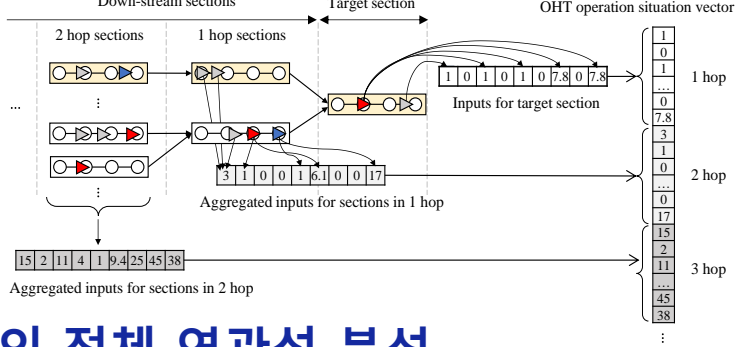 Down-stream sections
Target section
OHT operation situation vector
2 hop sections
1 hop sections
1 0 1 0 1 0 7.8 0 7.8
Inputs for target section
...
⋮
3 1 0 0 1 6.1 0 0 17
Aggregated inputs for sections in 1 hop
⋮
15 2 11 4 1 9.4 25 45 38
Aggregated inputs for sections in 2 hop
1
0
1
...
0
7.8
1 hop
3
1
0
...
0
17
2 hop
15
2
11
...
45
38
3 hop
⋮